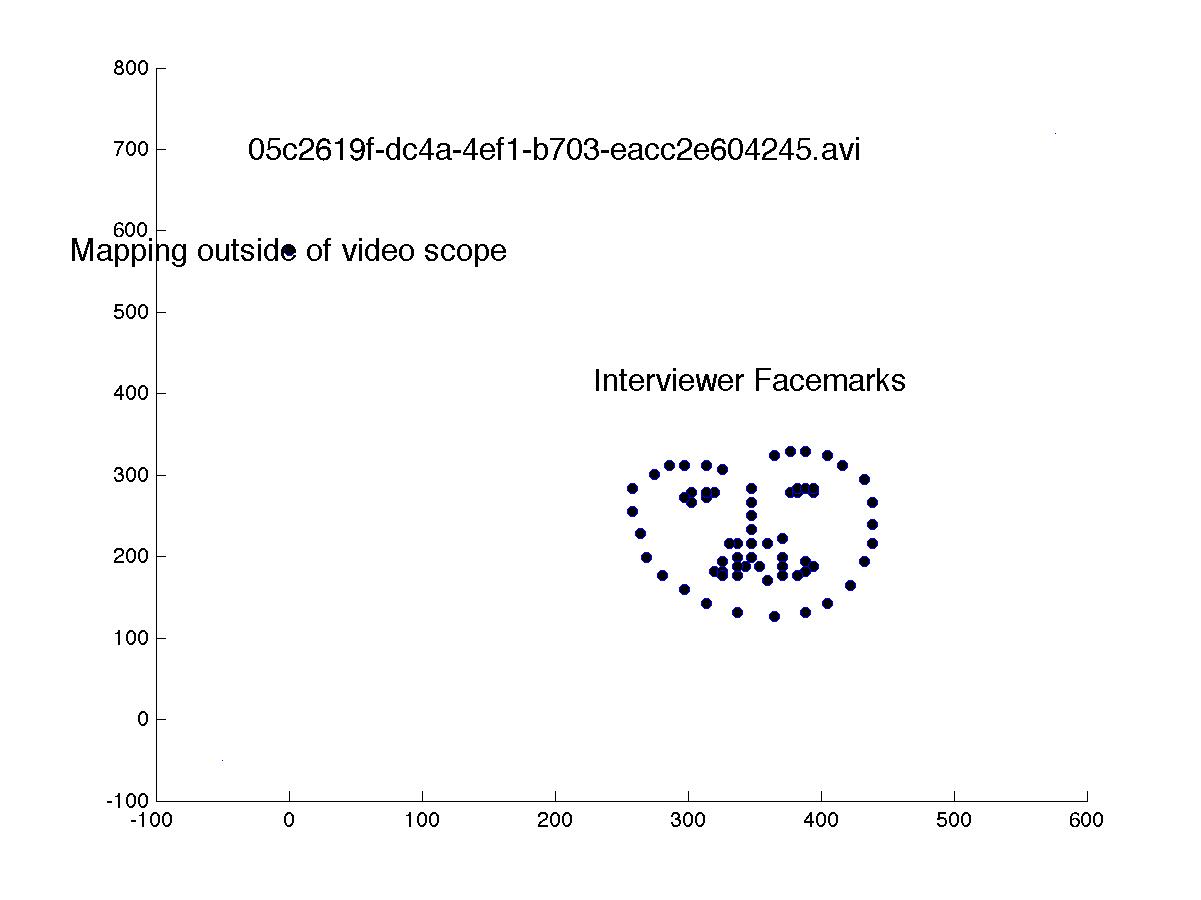 800
05c2619f-dc4a-4ef1-b703-eacc2e604245.avi
700
600
Mapping outside of video scope
500
Interviewer Facemarks
400
300
200
100
0
-100
-100 0 100 200 300 400 500 600